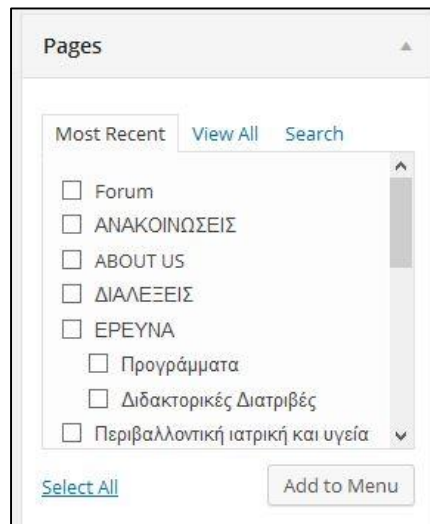 Pages
Most Recent View All Search
Forum
ΑΝΑΚΟΙΝΩΣΕΙΣ
ABOUT US
ΔΙΑΛΕΞΕΙΣ
ΕΡΕΥΝΑ
Προγράμματα
Διδακτορικές Διατριβές
Περιβαλλοντική ιατρική και υγεία
Select All Add to Menu